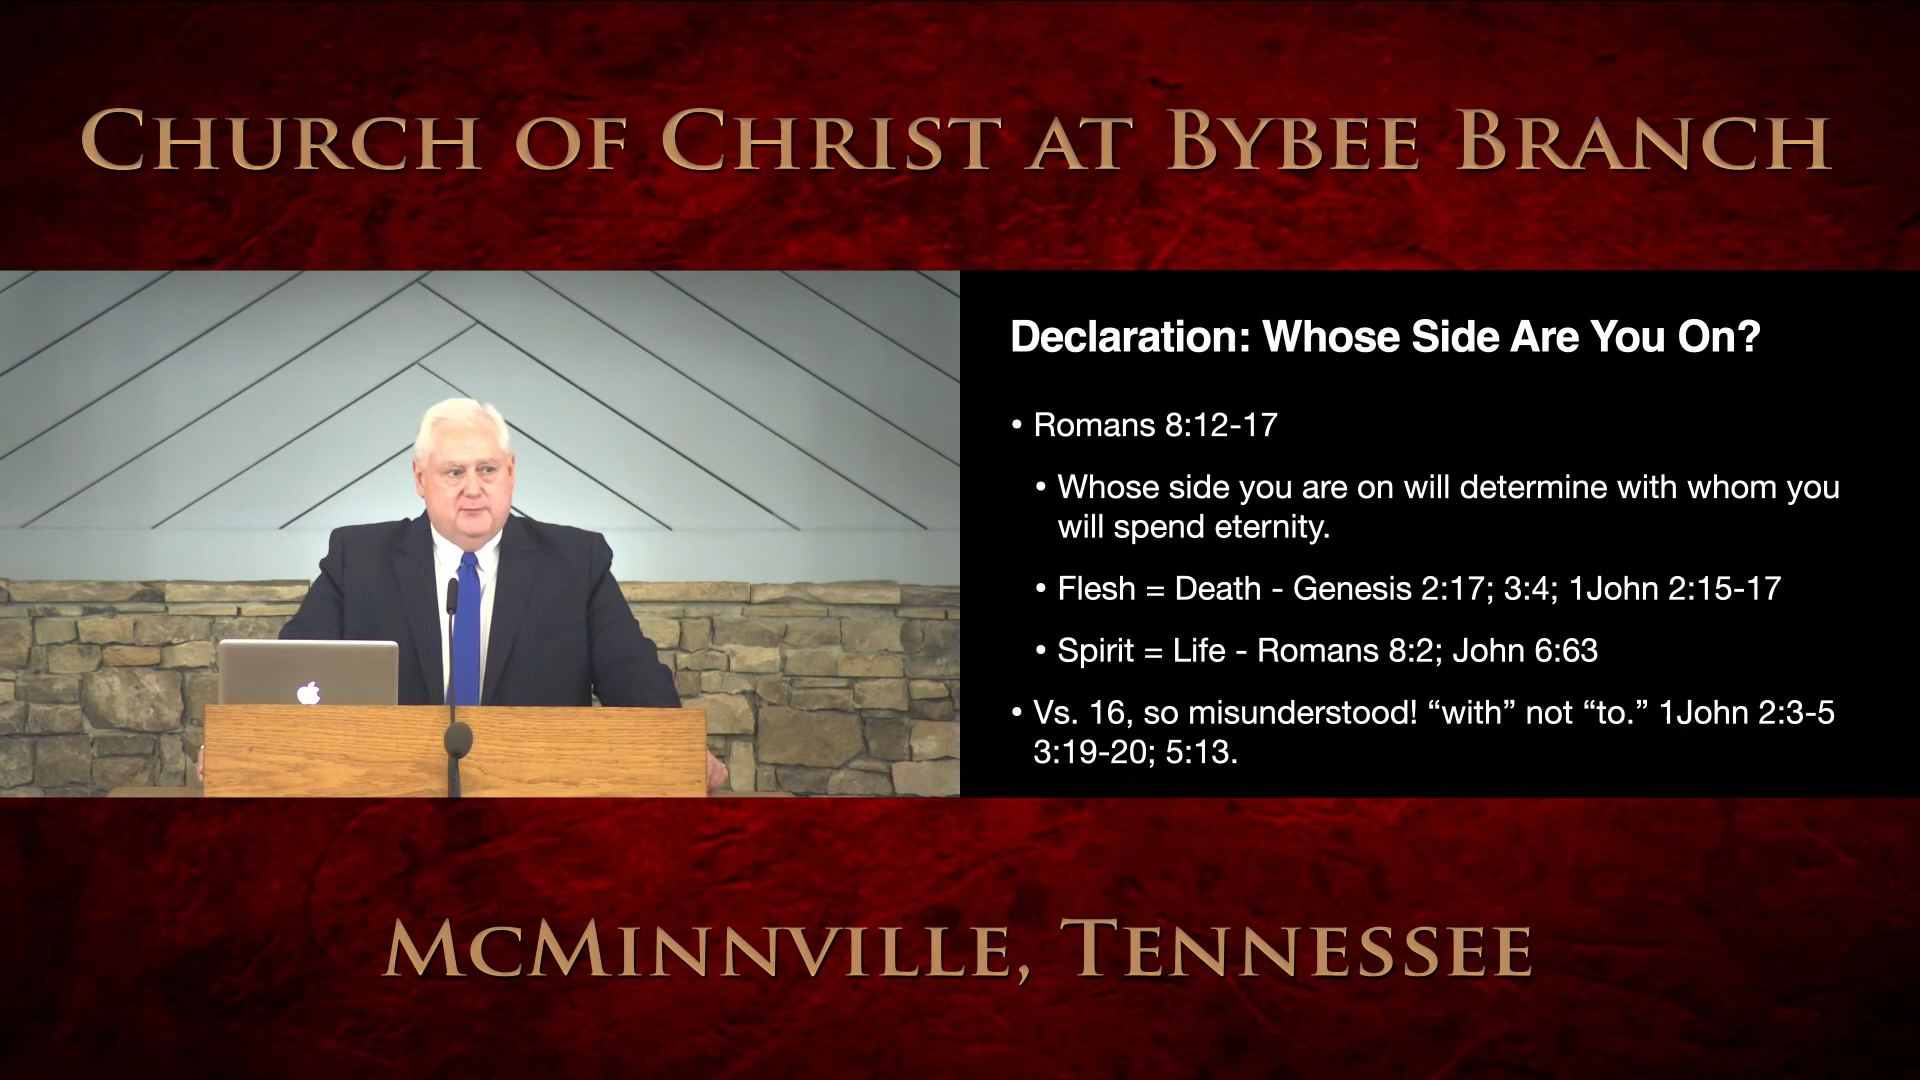 Church of Christ at Bybee Branch
Declaration: Whose Side Are You On?
• Romans 8:12-17
• Whose side you are on will determine with whom you
will spend eternity.
• Flesh = Death - Genesis 2:17; 3:4; 1John 2:15-17
• Spirit = Life - Romans 8:2; John 6:63
• Vs. 16, so misunderstood! “with” not “to.” 1John 2:3-5
3:19-20; 5:13.
McMinnville, Tennessee